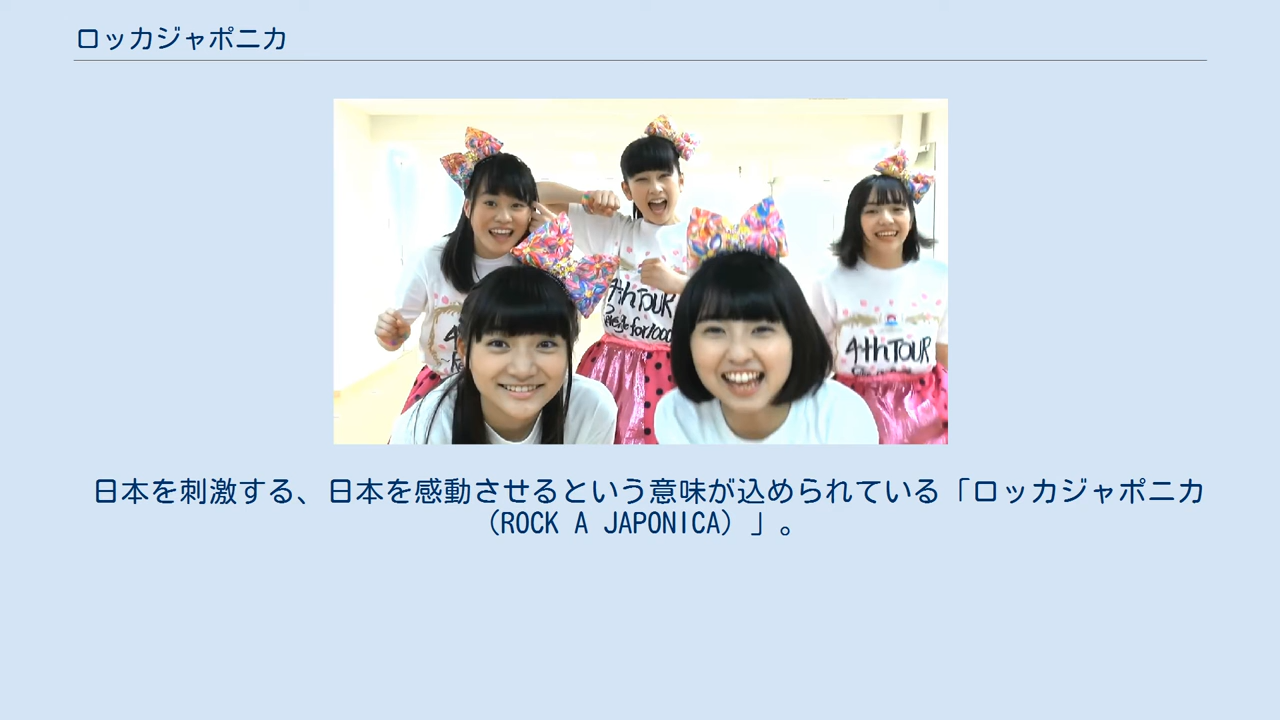 ロッカジャポニカ
4thTOUR
4thTOUR
日本を刺激する、日本を感動させるという意味が込められている「ロッカジャポニカ
（ROCK A JAPONICA）」。